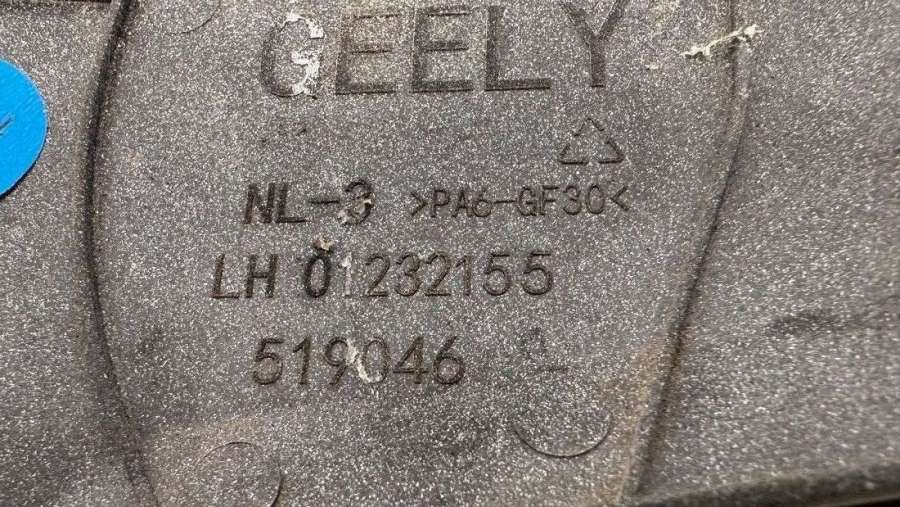 GEELY
NL-3 >PA6-GF30<
LH 01232155
519046